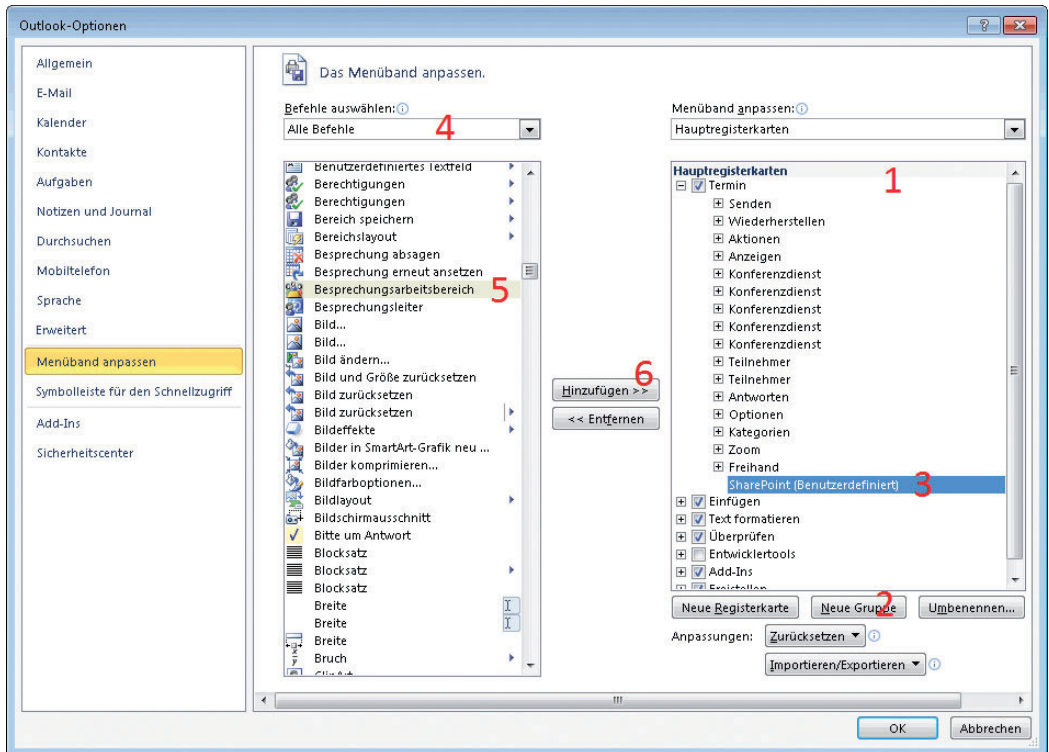 Outlook-Optionen
Allgemein
E-Mail
Kalender
Kontakte
Aufgaben
Notizen und Journal
Durchsuchen
Mobiltelefon
Sprache
Erweitert
Menüband anpassen
Symbolleiste für den Schnellzugriff
Add-Ins
Sicherheitscenter
Das Menüband anpassen.
Befehle auswählen:
Alle Befehle
4
Benutzerdefiniertes Textfeld
Berechtigungen
Berechtigungen
Bereich speichern
Bereichslayout
Besprechung absagen
Besprechung erneut ansetzen
Besprechungsarbeitsbereich
5
Besprechungsleiter
Bild...
Bild...
Bild ändern...
Bild und Größe zurücksetzen
Bild zurücksetzen
Bild zurücksetzen
Bildeffekte
Bilder in SmartArt-Grafik neu ...
Bilder komprimieren...
Bildfarboptionen...
Bildlayout
Bildschirmausschnitt
Bitte um Antwort
Blocksatz
Blocksatz
Blocksatz
Breite
Breite
Breite
Bruch
ClipArt
6
Hinzufügen >>
<< Entfernen
Menüband anpassen:
Hauptregisterkarten
Hauptregisterkarten
1
Termin
Senden
Wiederherstellen
Aktionen
Anzeigen
Konferenzdienst
Konferenzdienst
Konferenzdienst
Konferenzdienst
Konferenzdienst
Teilnehmer
Teilnehmer
Antworten
Optionen
Kategorien
Zoom
Freihand
SharePoint (Benutzerdefiniert)
3
Einfügen
Text formatieren
Überprüfen
Entwicklertools
Add-Ins
Freistellen
Neue Registerkarte
Neue Gruppe
2
Umbenennen...
Anpassungen:
Zurücksetzen
Importieren/Exportieren
OK
Abbrechen